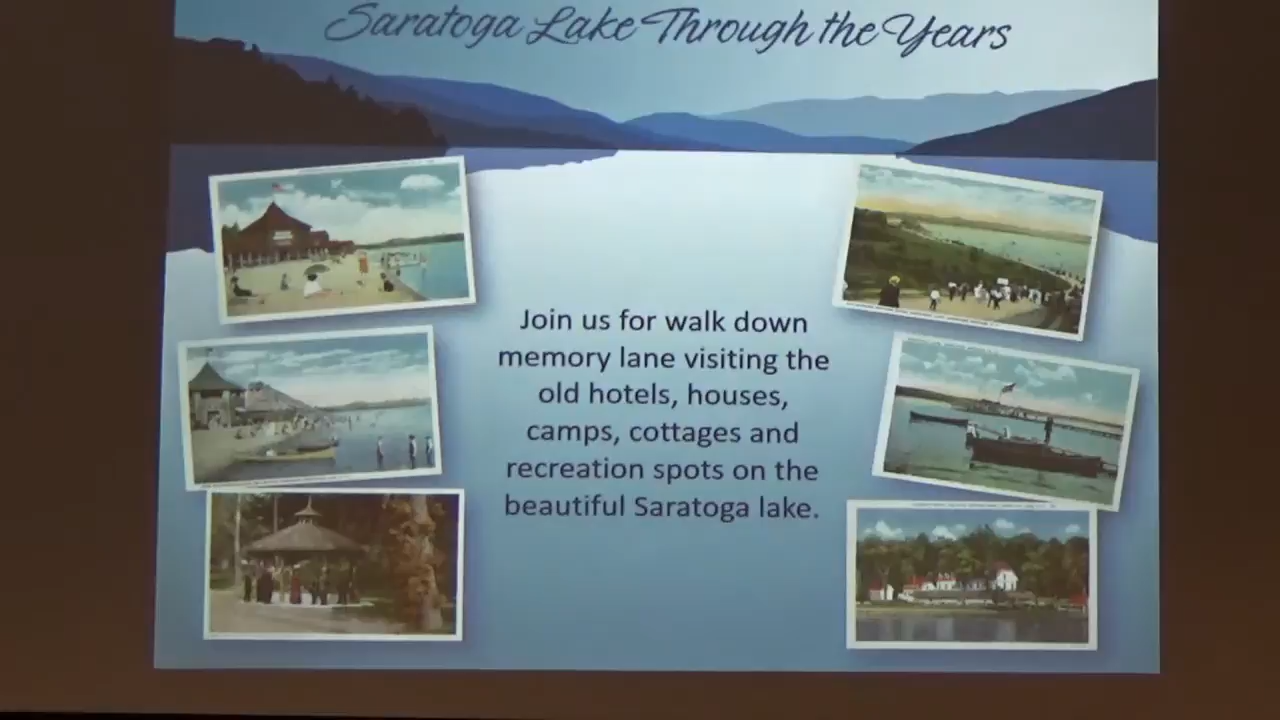 Saratoga Lake Through the Years
Join us for walk down
memory lane visiting the
old hotels, houses,
camps, cottages and
recreation spots on the
beautiful Saratoga lake.